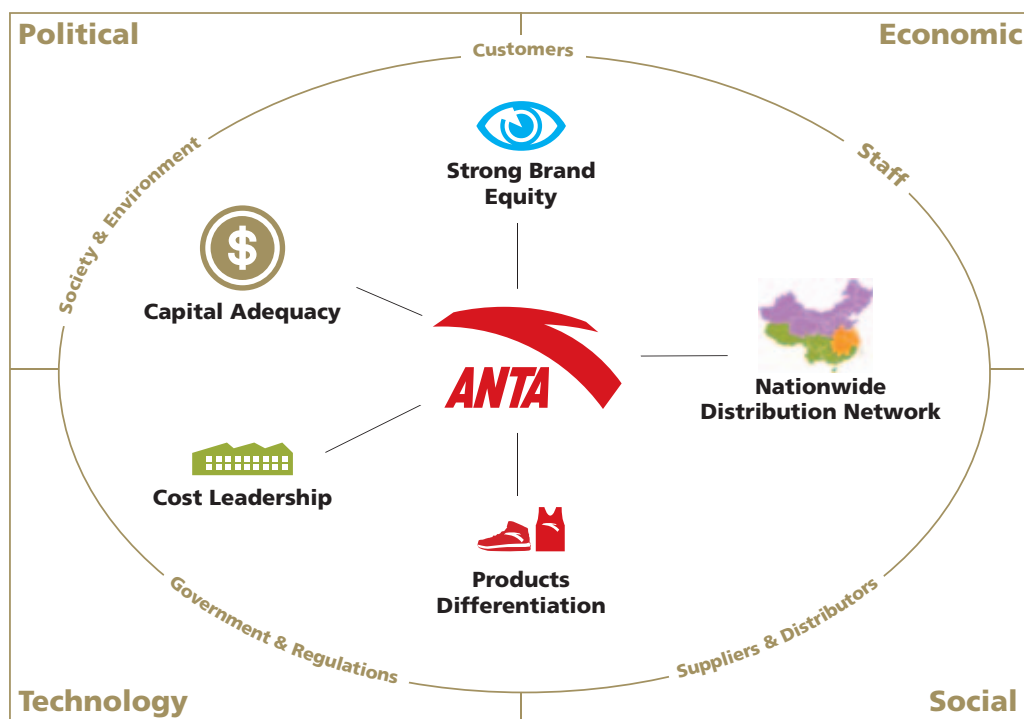 Political
Economic
Customers
Society & Environment
Staff
Strong Brand
Equity
$
Capital Adequacy
ANTA
Nationwide
Distribution Network
Cost Leadership
Products
Differentiation
Government & Regulations
Suppliers & Distributors
Technology
Social